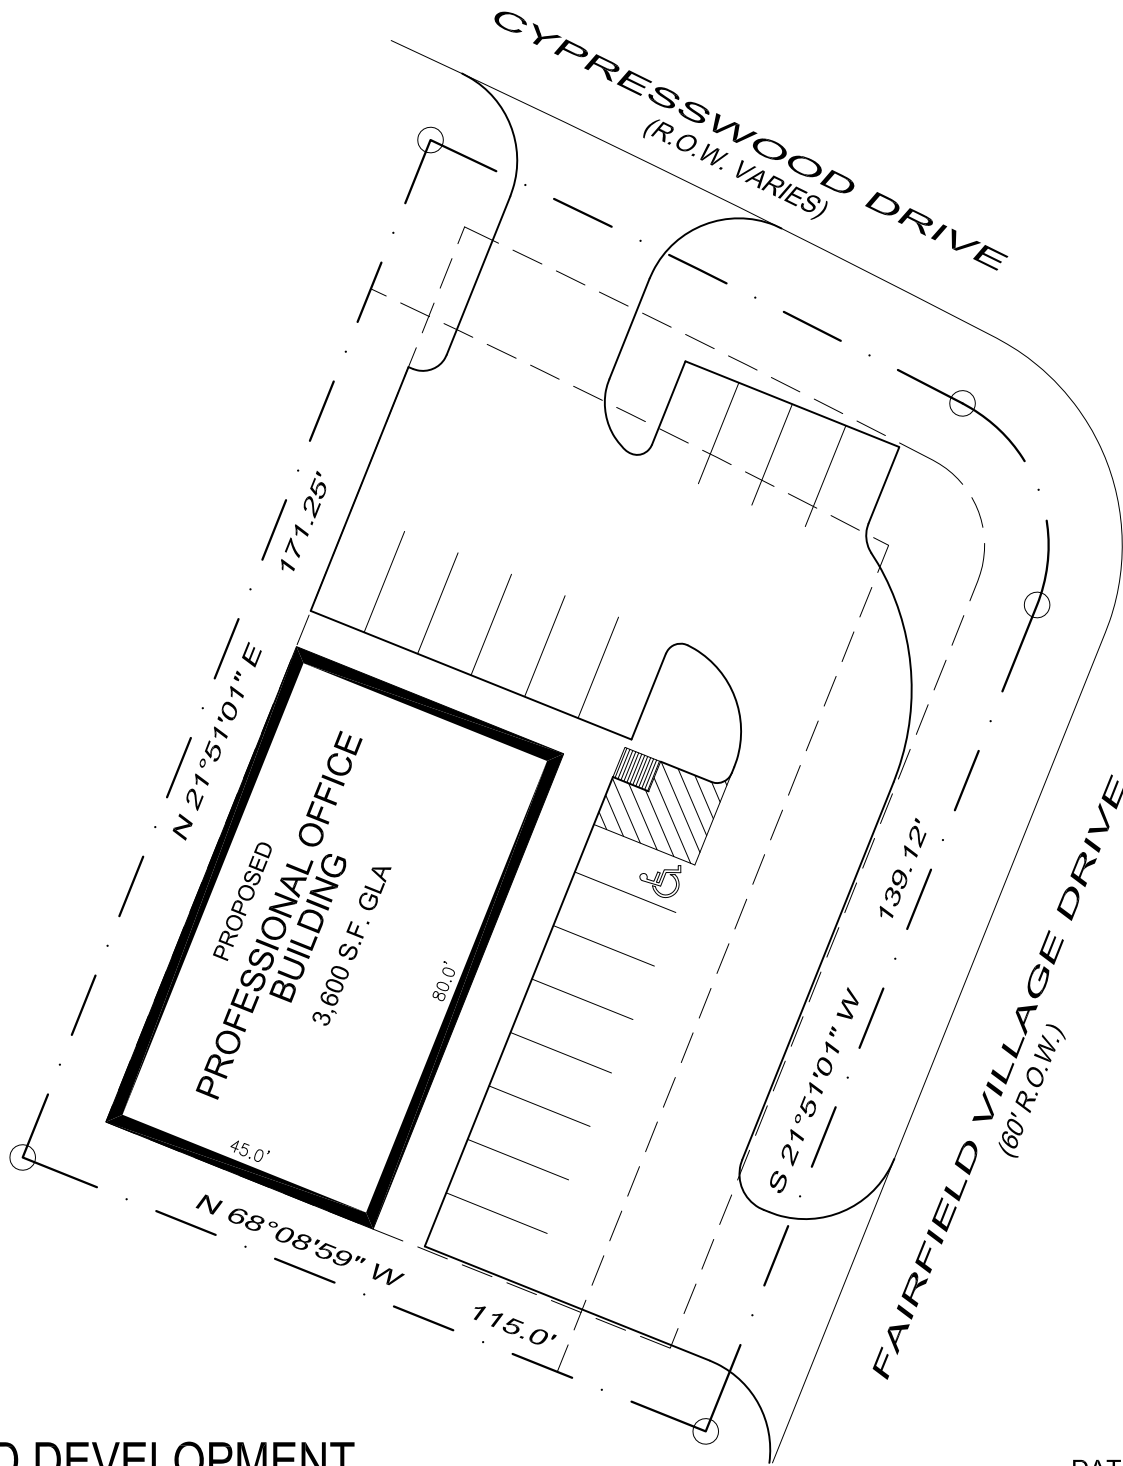 CYPRESSWOOD DRIVE
(R.O.W. VARIES)
171.25'
N 21°51'01" E
PROPOSED
PROFESSIONAL OFFICE
BUILDING
3,600 S.F. GLA
80.0'
45.0'
139.12'
S 21°51'01" W
FAIRFIELD VILLAGE DRIVE
(60' R.O.W.)
N 68°08'59" W
115.0'
D DEVELOPMENT
DAT